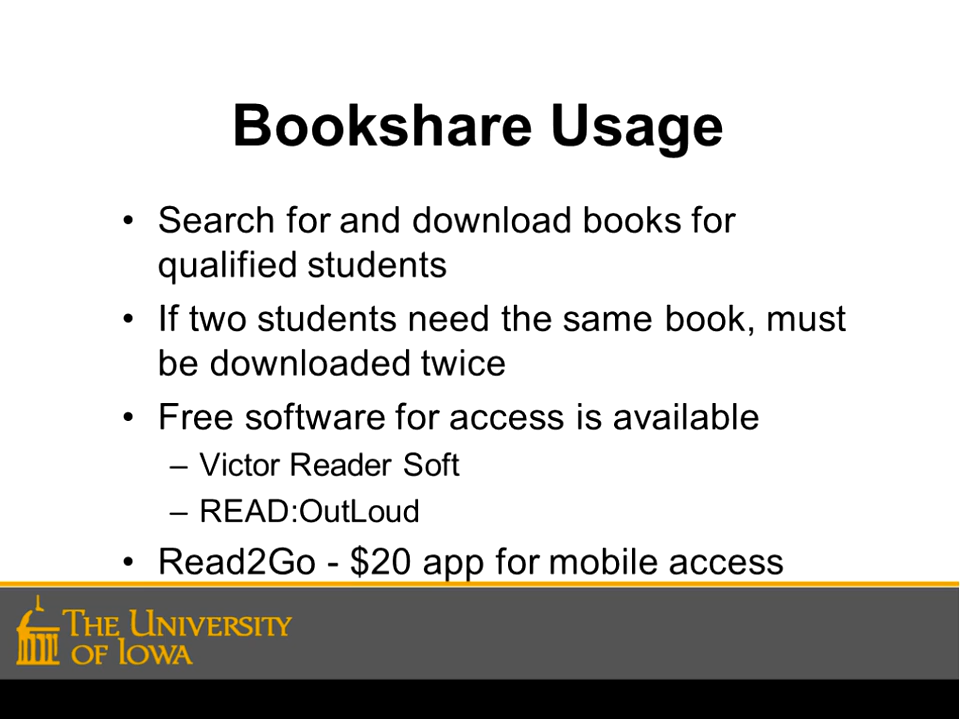 Bookshare Usage
• Search for and download books for
qualified students
• If two students need the same book, must
be downloaded twice
• Free software for access is available
– Victor Reader Soft
– READ:OutLoud
• Read2Go - $20 app for mobile access
THE UNIVERSITY
OF IOWA